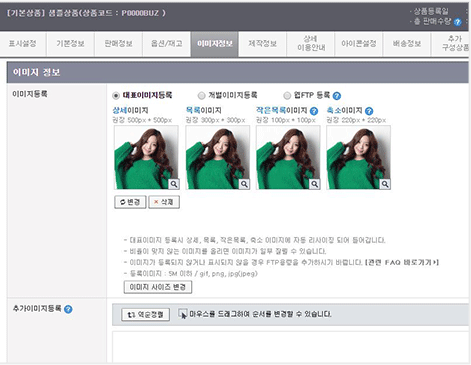 [기본상품] 샘플상품(상품코드 : P0000BUZ )
· 상품등록일
· 총 판매수량
표시설정 기본정보 판매정보 옵션/재고 이미지정보 제작정보 상세 이용안내 아이콘설정 배송정보 추가 구성상품
이미지 정보
이미지등록
대표이미지등록 개별이미지등록 웹FTP 등록 ?
상세이미지 목록이미지 작은목록이미지 ? 축소이미지 ?
권장 500px * 500px 권장 300px * 300px 권장 100px * 100px 권장 220px * 220px
변경 × 삭제
- 대표이미지 등록시 상세, 목록, 작은목록, 축소 이미지에 자동 리사이징 되어 들어갑니다.
- 비율이 맞지 않는 이미지를 올리면 이미지가 일부 잘릴 수 있습니다.
- 이미지가 등록되지 않거나 표시되지 않을 경우 FTP용량을 추가하시기 바랍니다. [관련 FAQ 바로가기]
- 등록이미지 : 5M 이하 / gif, png, jpg(jpeg)
이미지 사이즈 변경
추가이미지등록 ?
역순정렬 마우스를 드래그하여 순서를 변경할 수 있습니다.